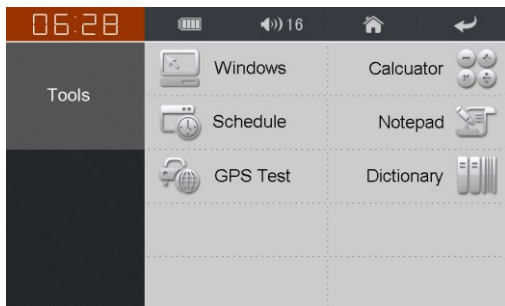 06:28 16
Tools
Windows Calcuator
Schedule Notepad
GPS Test Dictionary